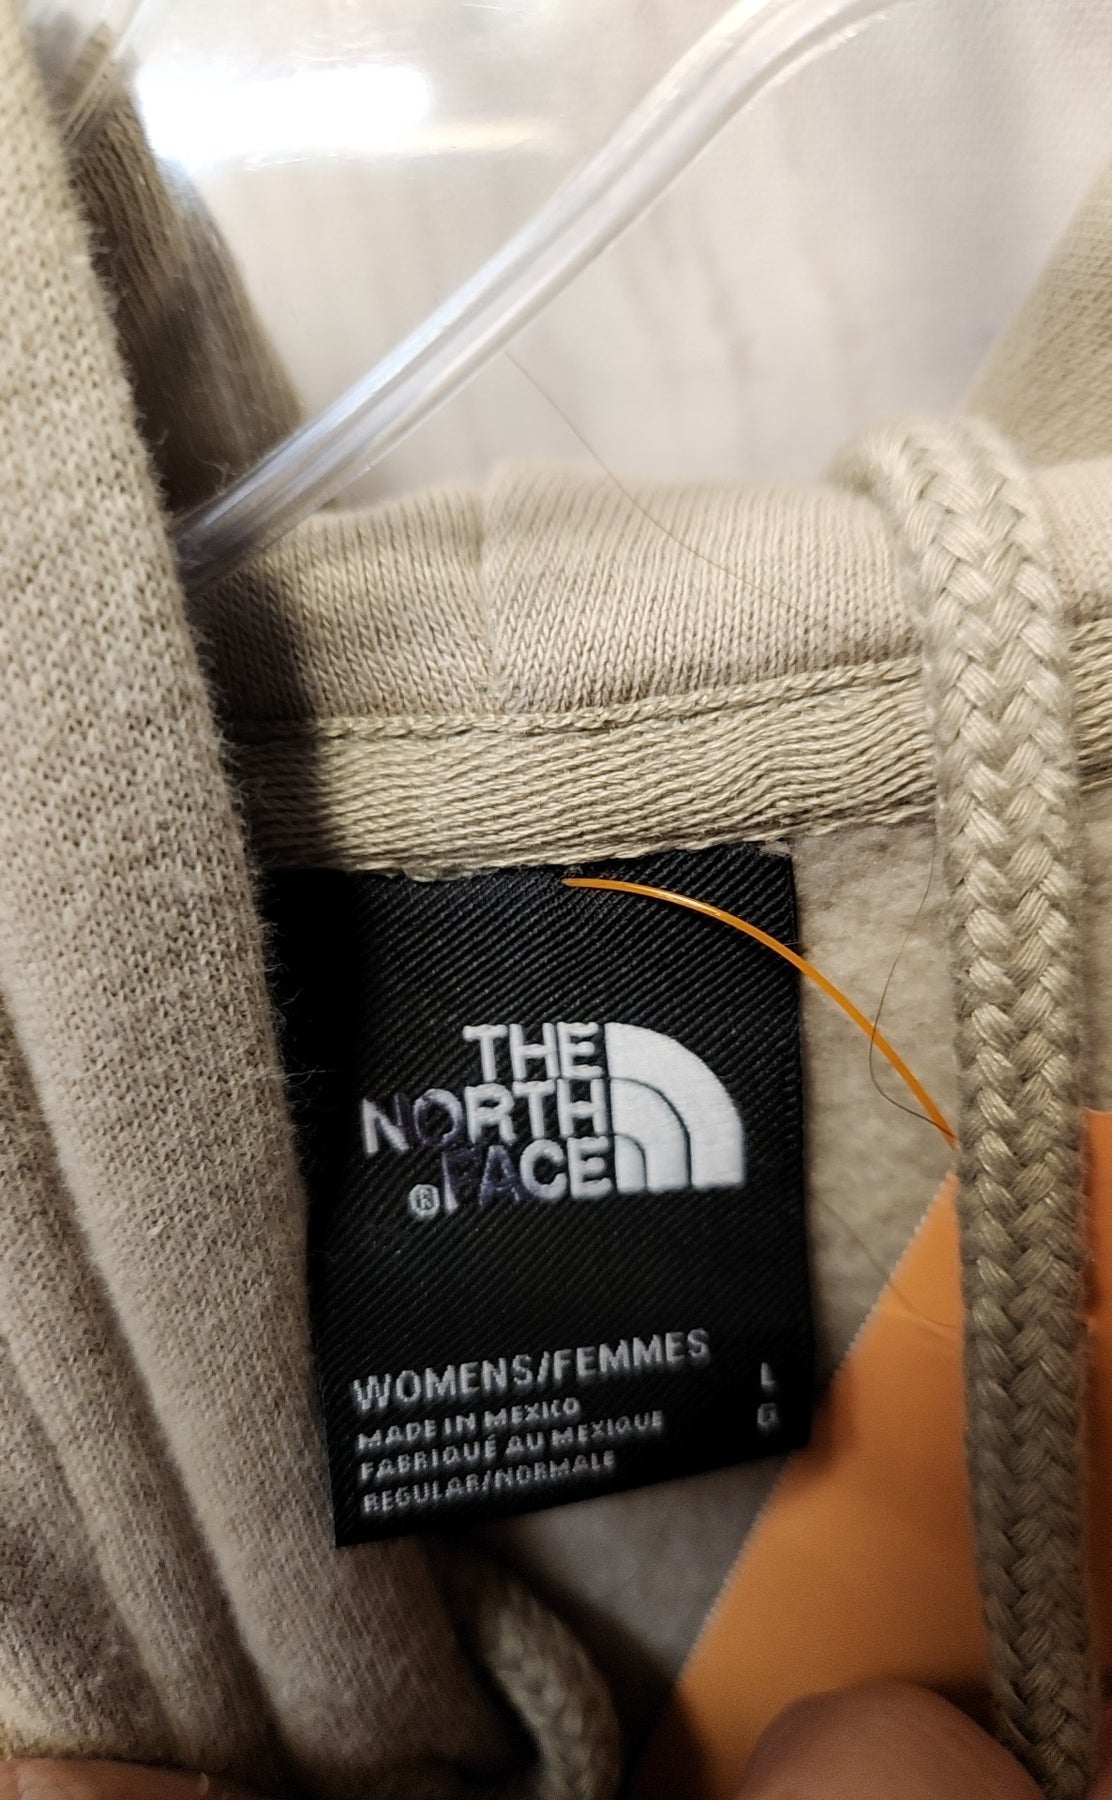 THE
NORTH
®FACE
WOMENS/FEMMES
MADE IN MEXICO
FABRIQUÉ AU MEXIQUE
REGULAR/NORMALE
L
G